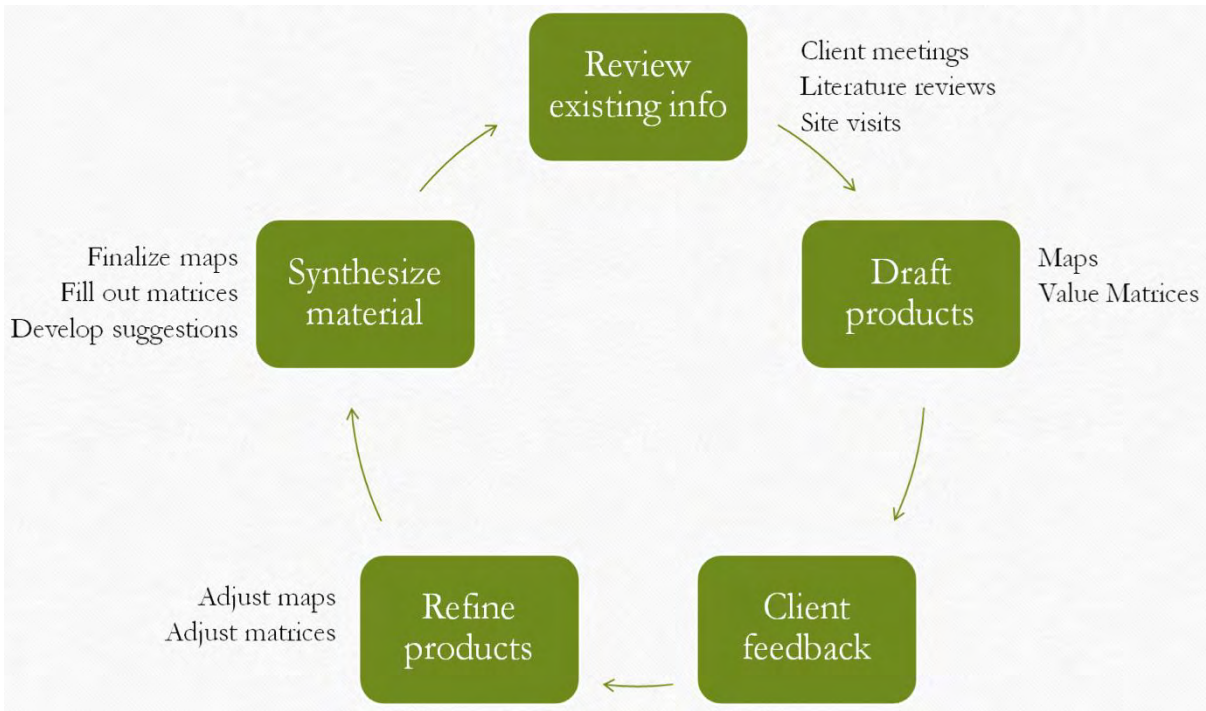 Review
existing info
Client meetings
Literature reviews
Site visits
Draft
products
Maps
Value Matrices
Client
feedback
Refine
products
Adjust maps
Adjust matrices
Synthesize
material
Finalize maps
Fill out matrices
Develop suggestions